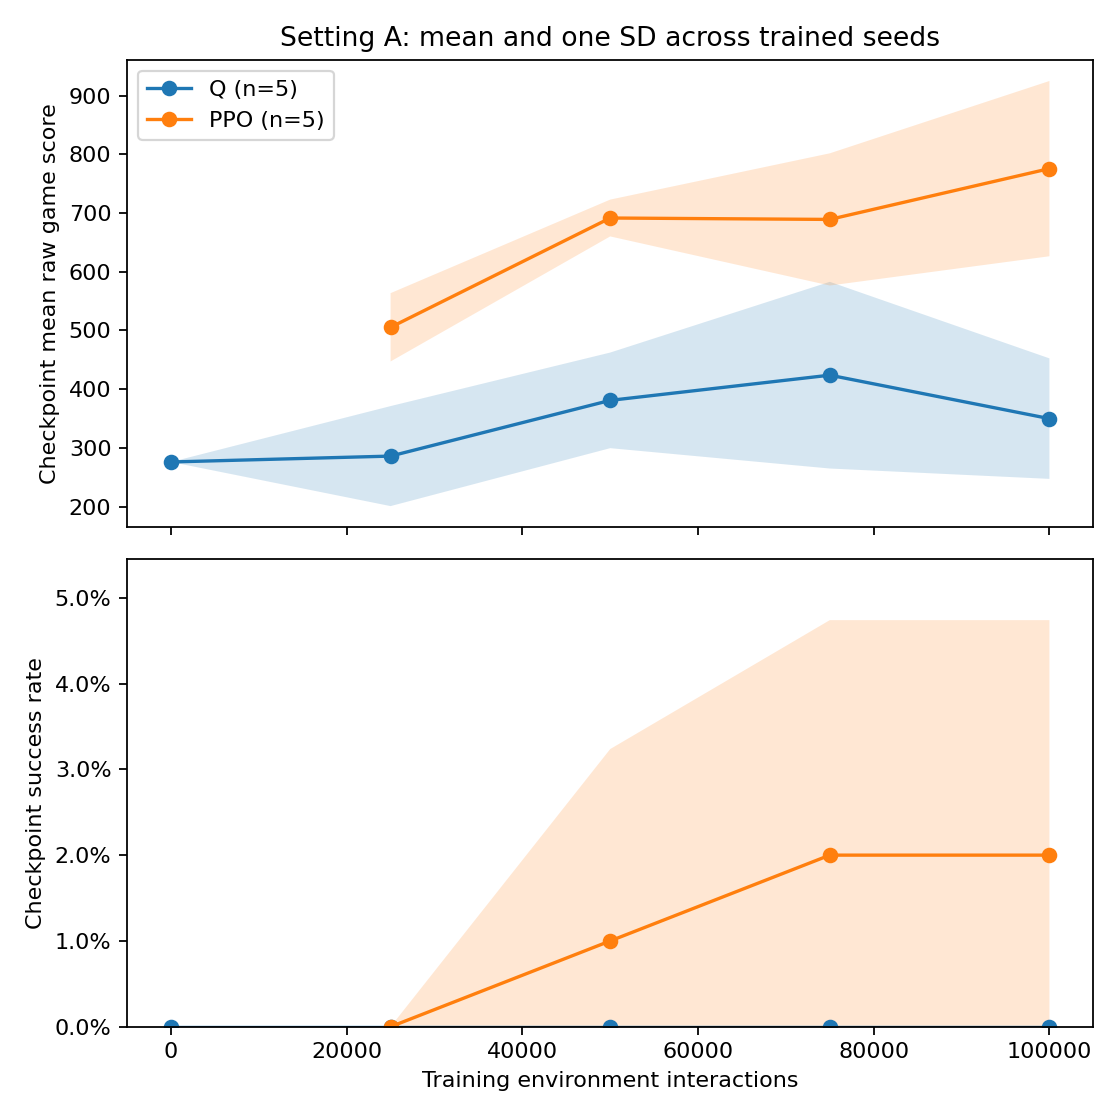 Setting A: mean and one SD across trained seeds
Q (n=5)
PPO (n=5)
Checkpoint mean raw game score
900
800
700
600
500
400
300
200
Checkpoint success rate
5.0%
4.0%
3.0%
2.0%
1.0%
0.0%
0 20000 40000 60000 80000 100000
Training environment interactions